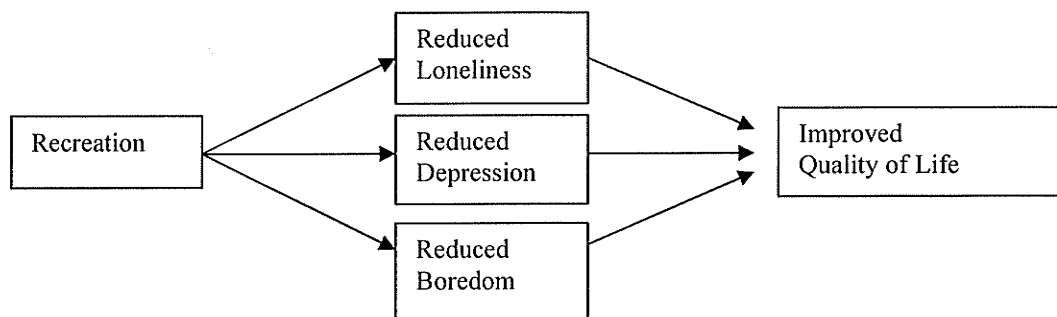 Recreation
Reduced
Loneliness
Reduced
Depression
Reduced
Boredom
Improved
Quality of Life